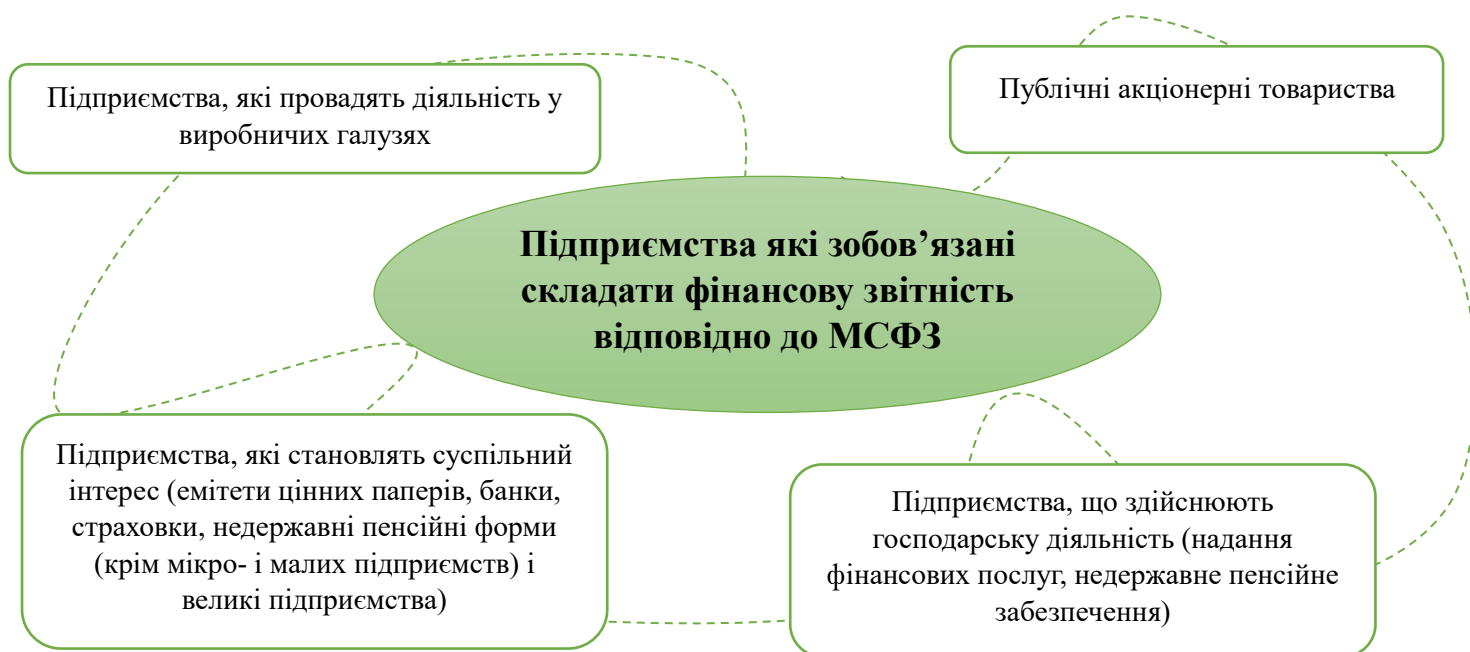 Підприємства, які провадять діяльність у
виробничих галузях
Публічні акціонерні товариства
Підприємства які зобов’язані
складати фінансову звітність
відповідно до МСФЗ
Підприємства, які становлять суспільний
інтерес (емітети цінних паперів, банки,
страховки, недержавні пенсійні форми
(крім мікро- і малих підприємств) і
великі підприємства)
Підприємства, що здійснюють
господарську діяльність (надання
фінансових послуг, недержавне пенсійне
забезпечення)